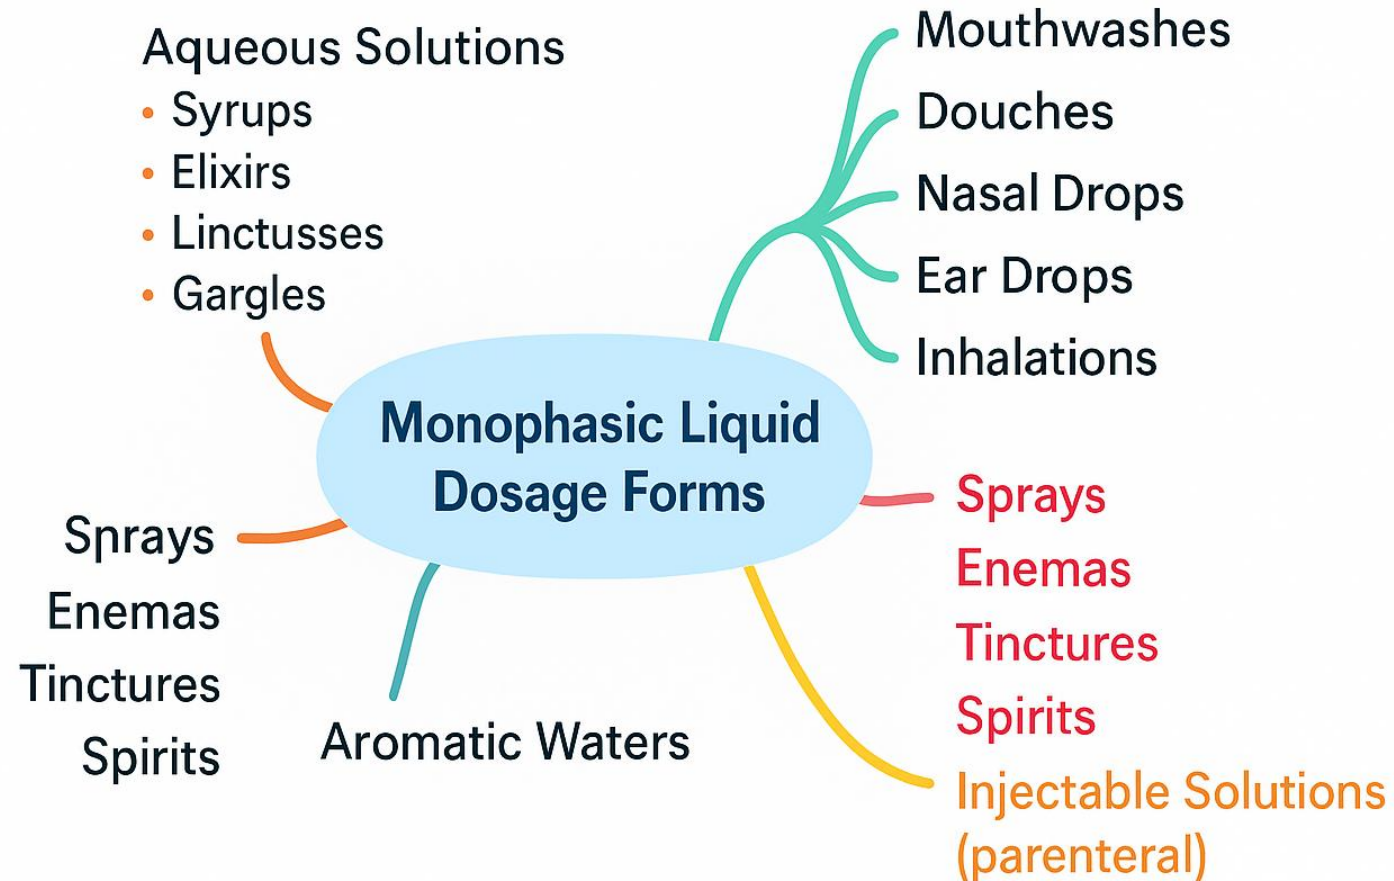 Aqueous Solutions
• Syrups
• Elixirs
• Linctusses
• Gargles
Mouthwashes
Douches
Nasal Drops
Ear Drops
Inhalations
Monophasic Liquid
Dosage Forms
Sprays
Enemas
Tinctures
Spirits
Aromatic Waters
Sprays
Enemas
Tinctures
Spirits
Injectable Solutions
(parenteral)